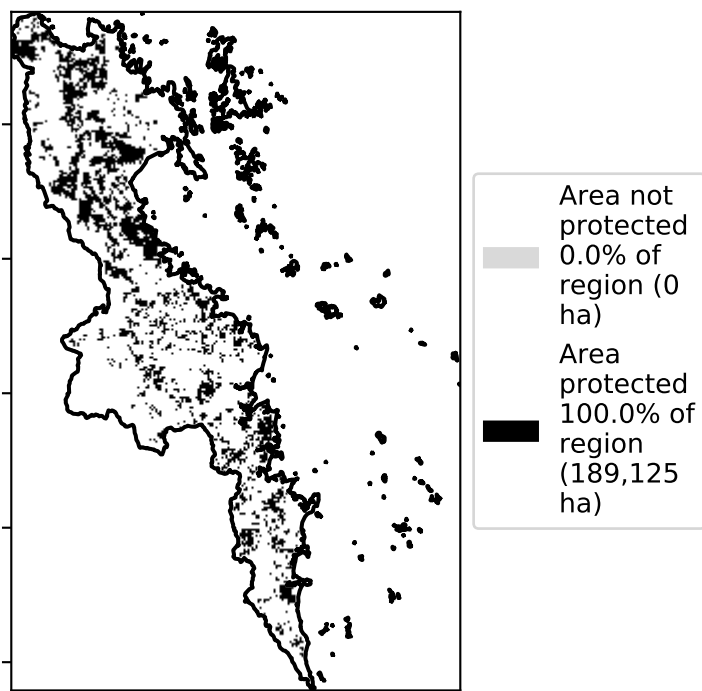 Area not
protected
0.0% of
region (0
ha)
Area
protected
100.0% of
region
(189,125
ha)